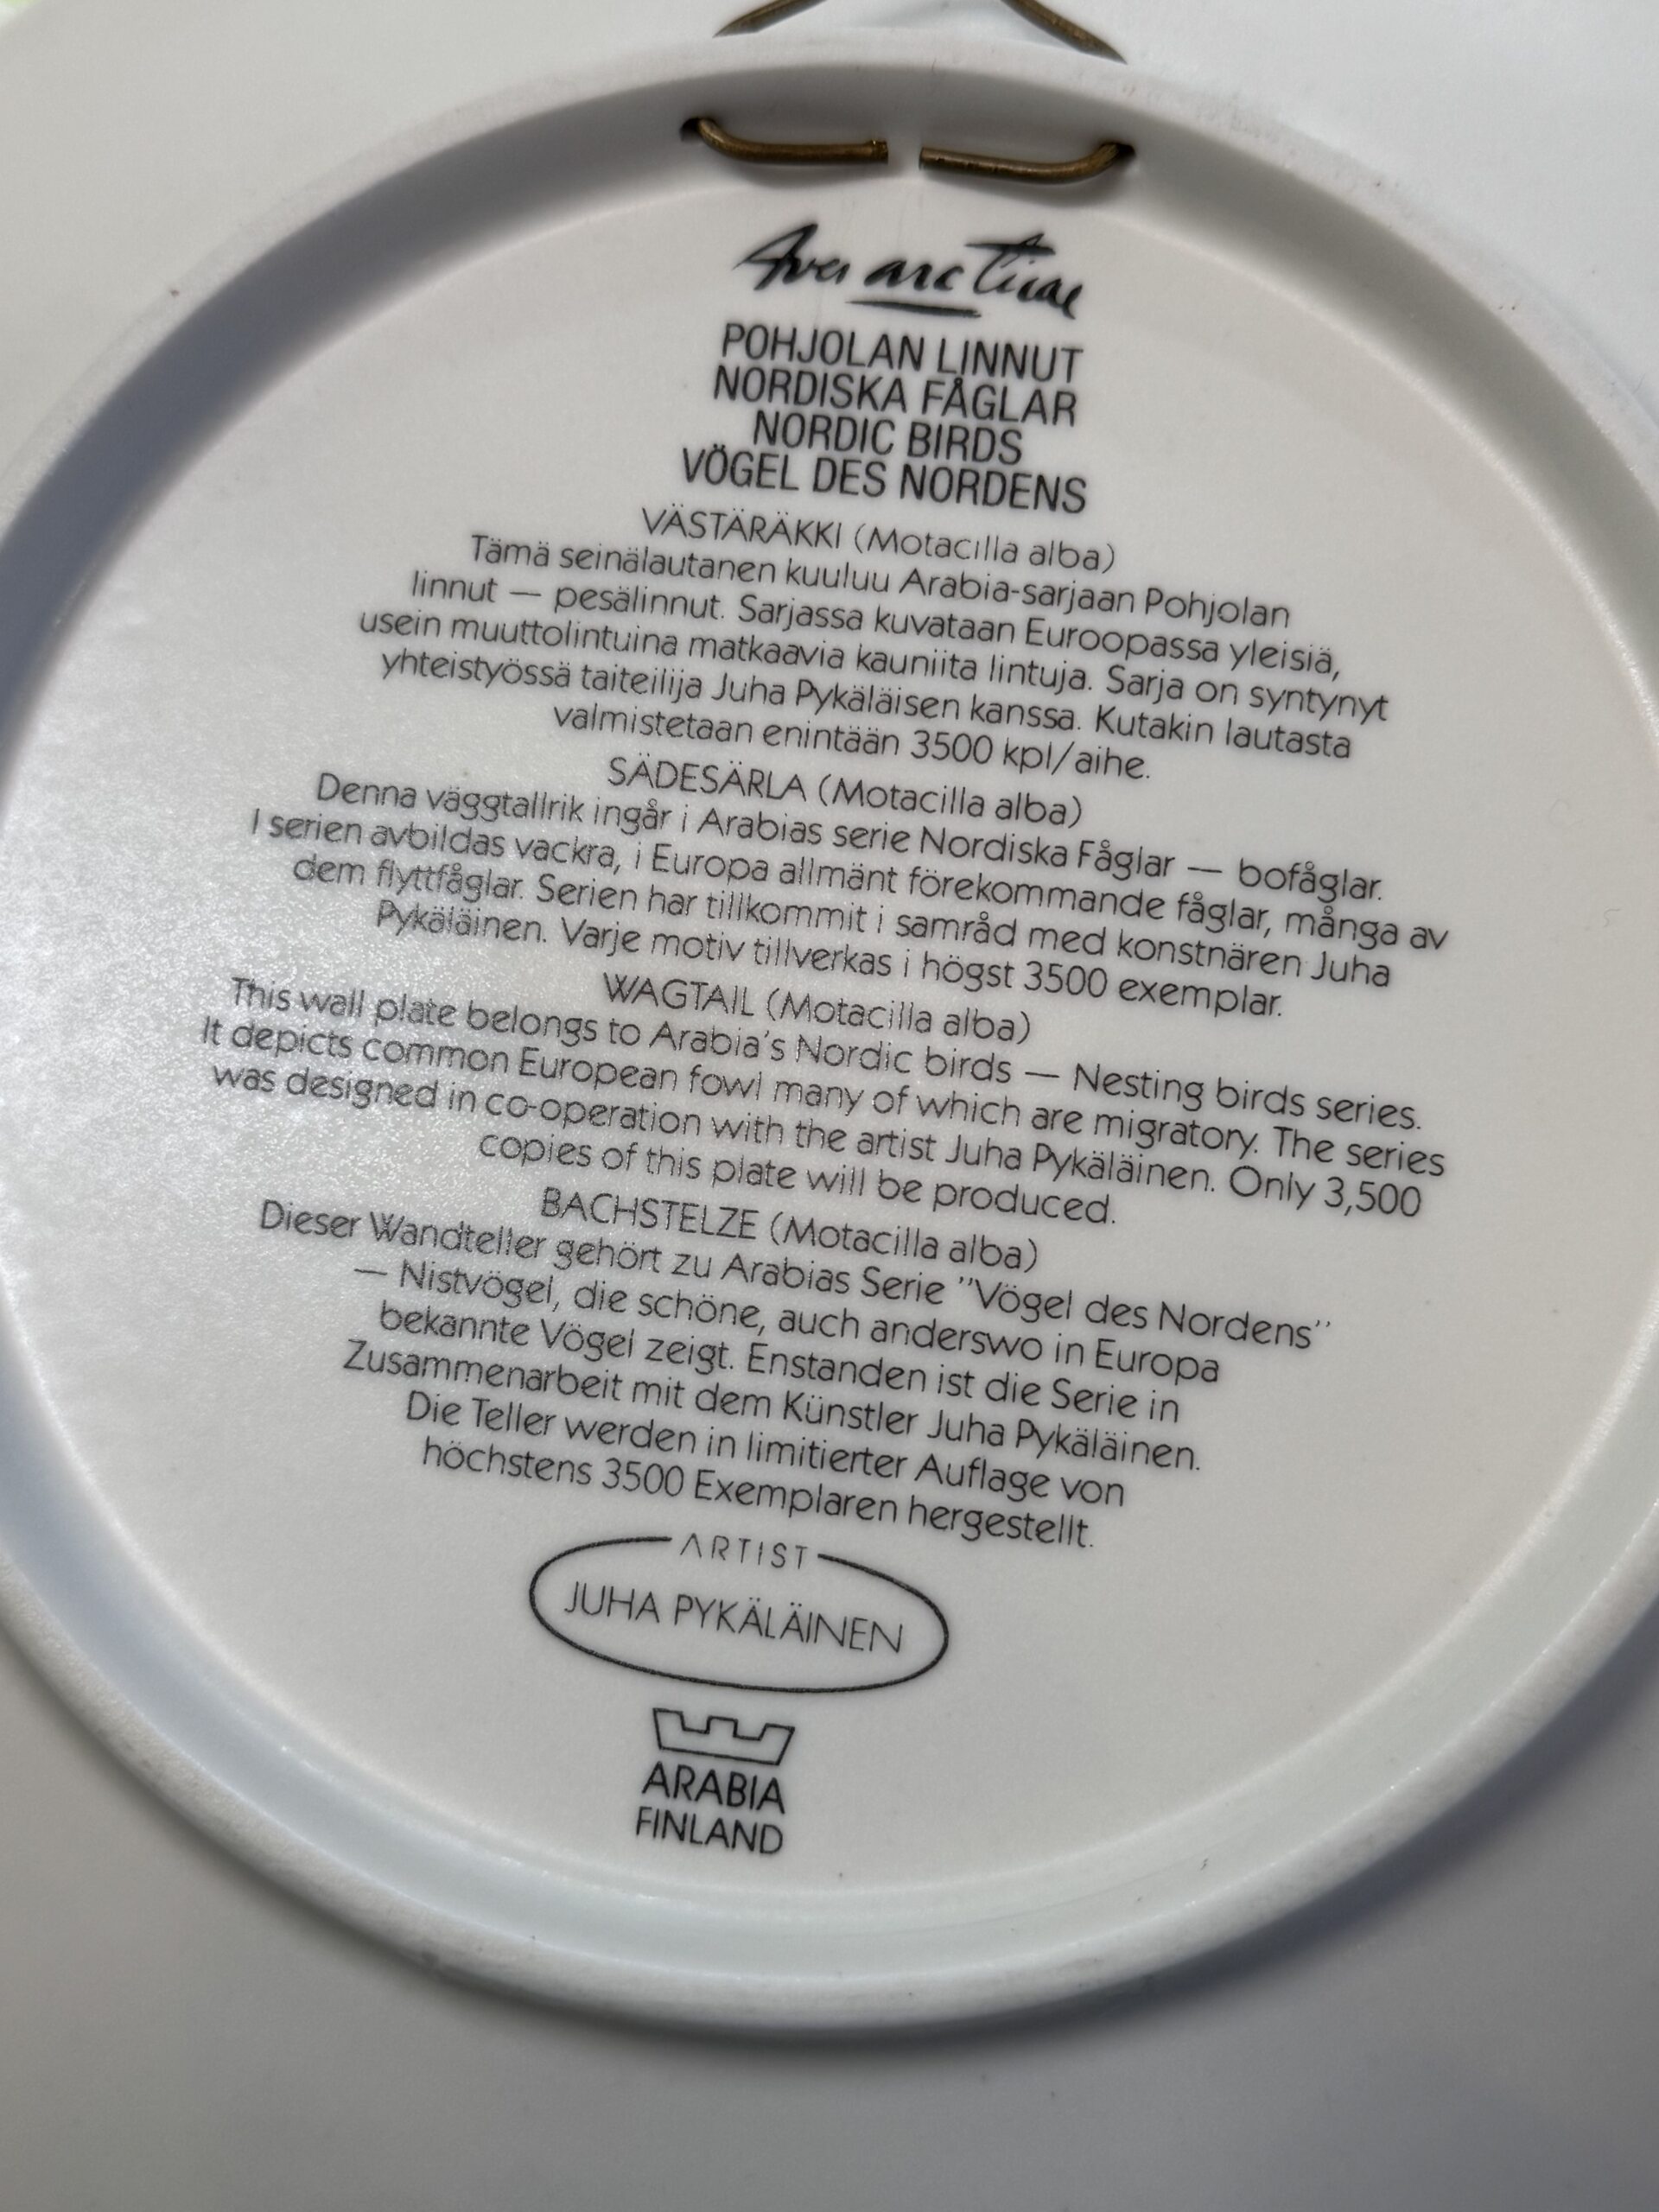 Aves arcticae
POHJOLAN LINNUT
NORDISKA FÅGLAR
NORDIC BIRDS
VÖGEL DES NORDENS
VÄSTÄRÄKKI (Motacilla alba)
Tämä seinälautanen kuuluu Arabia-sarjaan Pohjolan
linnut — pesälinnut. Sarjassa kuvataan Euroopassa yleisiä,
usein muuttolintuina matkaavia kauniita lintuja. Sarja on syntynyt
yhteistyössä taiteilija Juha Pykäläisen kanssa. Kutakin lautasta
valmistetaan enintään 3500 kpl/aihe.
SÄDESÄRLA (Motacilla alba)
Denna väggtallrik ingår i Arabias serie Nordiska Fåglar — bofåglar.
I serien avbildas vackra, i Europa allmänt förekommande fåglar, många av
dem flyttfåglar. Serien har tillkommit i samråd med konstnären Juha
Pykäläinen. Varje motiv tillverkas i högst 3500 exemplar.
WAGTAIL (Motacilla alba)
This wall plate belongs to Arabia's Nordic birds — Nesting birds series.
It depicts common European fowl many of which are migratory. The series
was designed in co-operation with the artist Juha Pykäläinen. Only 3,500
copies of this plate will be produced.
BACHSTELZE (Motacilla alba)
Dieser Wandteller gehört zu Arabias Serie ''Vögel des Nordens''
— Nistvögel, die schöne, auch anderswo in Europa
bekannte Vögel zeigt. Enstanden ist die Serie in
Zusammenarbeit mit dem Künstler Juha Pykäläinen.
Die Teller werden in limitierter Auflage von
höchstens 3500 Exemplaren hergestellt.
ARTIST
JUHA PYKÄLÄINEN
ARABIA
FINLAND